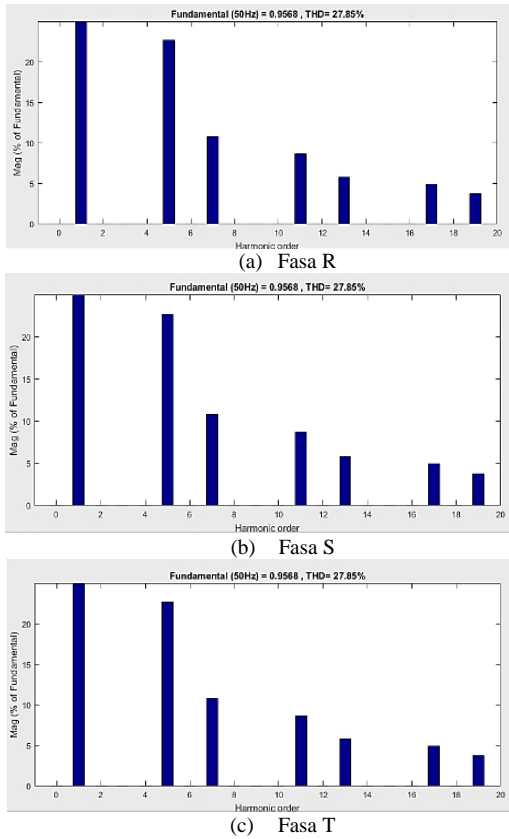 Fundamental (50Hz) = 0.9568 , THD= 27.85%
Mag (% of Fundamental)
20
15
10
5
0
0 2 4 6 8 10 12 14 16 18 20
Harmonic order
(a) Fasa R
Fundamental (50Hz) = 0.9568 , THD= 27.85%
Mag (% of Fundamental)
20
15
10
5
0
0 2 4 6 8 10 12 14 16 18 20
Harmonic order
(b) Fasa S
Fundamental (50Hz) = 0.9568 , THD= 27.85%
Mag (% of Fundamental)
20
15
10
5
0
0 2 4 6 8 10 12 14 16 18 20
Harmonic order
(c) Fasa T